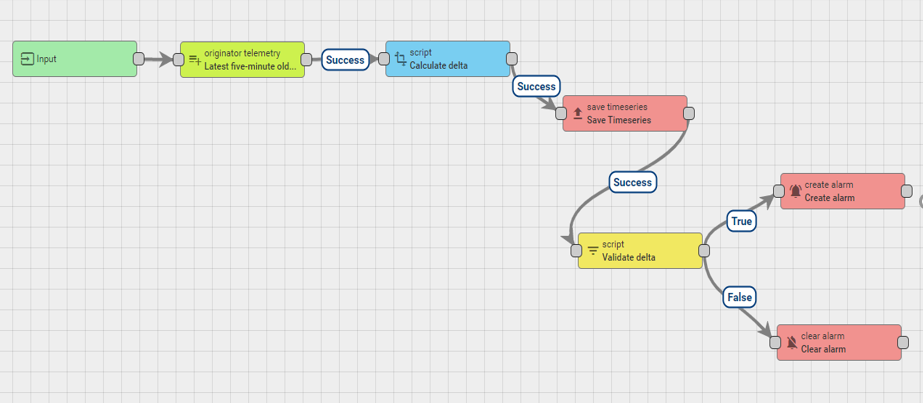 Input
originator telemetry
Latest five-minute old...
Success
script
Calculate delta
Success
save timeseries
Save Timeseries
Success
create alarm
Create alarm
True
script
Validate delta
False
clear alarm
Clear alarm